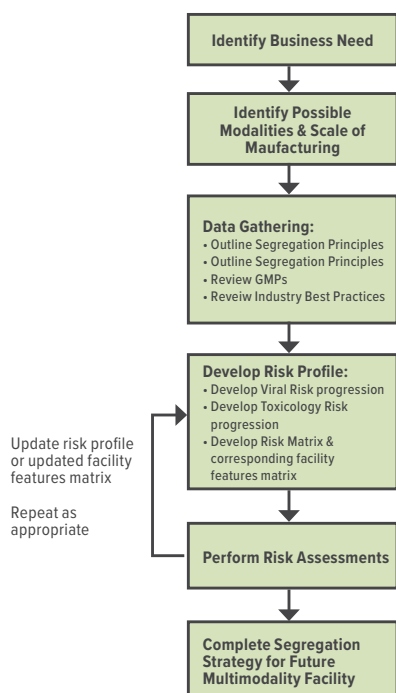 Identify Business Need
Identify Possible
Modalities & Scale of
Maufacturing
Data Gathering:
• Outline Segregation Principles
• Outline Segregation Principles
• Review GMPs
• Reveiw Industry Best Practices
Develop Risk Profile:
• Develop Viral Risk progression
• Develop Toxicology Risk
progression
• Develop Risk Matrix &
corresponding facility
features matrix
Update risk profile
or updated facility
features matrix
Repeat as
appropriate
Perform Risk Assessments
Complete Segregation
Strategy for Future
Multimodality Facility